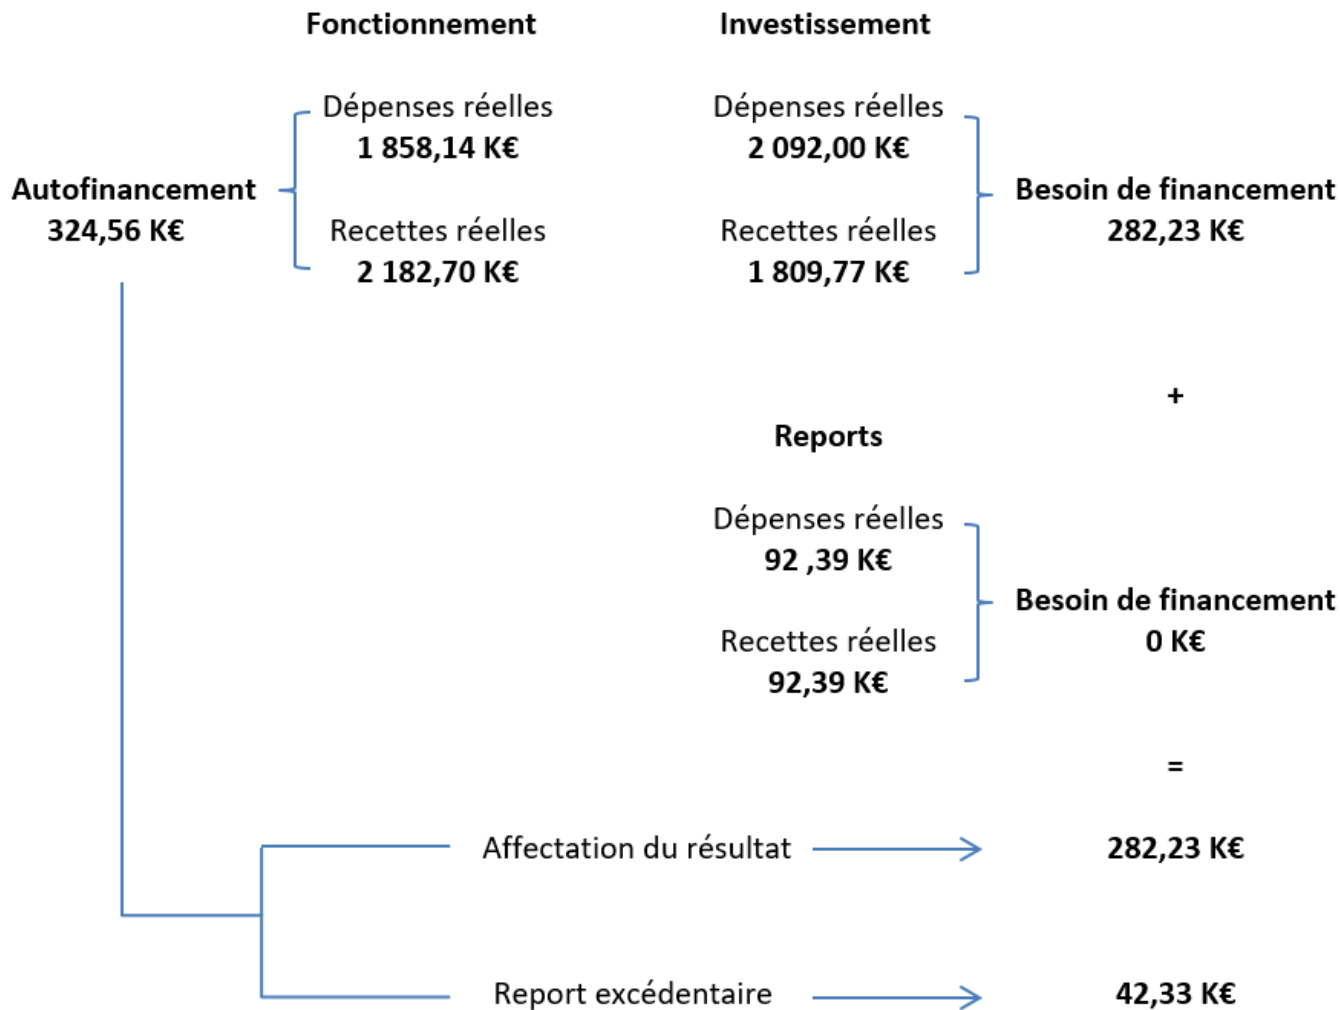 Fonctionnement Investissement
Dépenses réelles Dépenses réelles
1 858,14 K€ 2 092,00 K€
Autofinancement Besoin de financement
324,56 K€ Recettes réelles Recettes réelles 282,23 K€
2 182,70 K€ 1 809,77 K€
+
Reports
Dépenses réelles
92 ,39 K€
Besoin de financement
Recettes réelles 0 K€
92,39 K€
=
Affectation du résultat 282,23 K€
Report excédentaire 42,33 K€